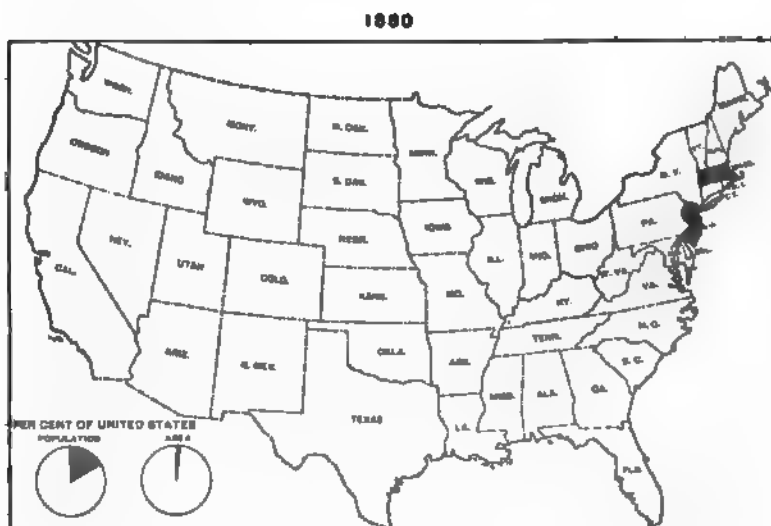 1880
WASH.
MONT.
N. DAK.
MINN.
OREGON
IDAHO
WYO.
S. DAK.
WIS.
MICH.
N. Y.
NEV.
UTAH
COLO.
NEBR.
IOWA
ILL.
IND.
OHIO
PA.
CAL.
KANS.
MO.
KY.
W. VA.
VA.
ARIZ.
N. MEX.
OKLA.
ARK.
TENN.
N. C.
S. C.
TEXAS
LA.
MISS.
ALA.
GA.
FLA.
PER CENT OF UNITED STATES
POPULATION
AREA